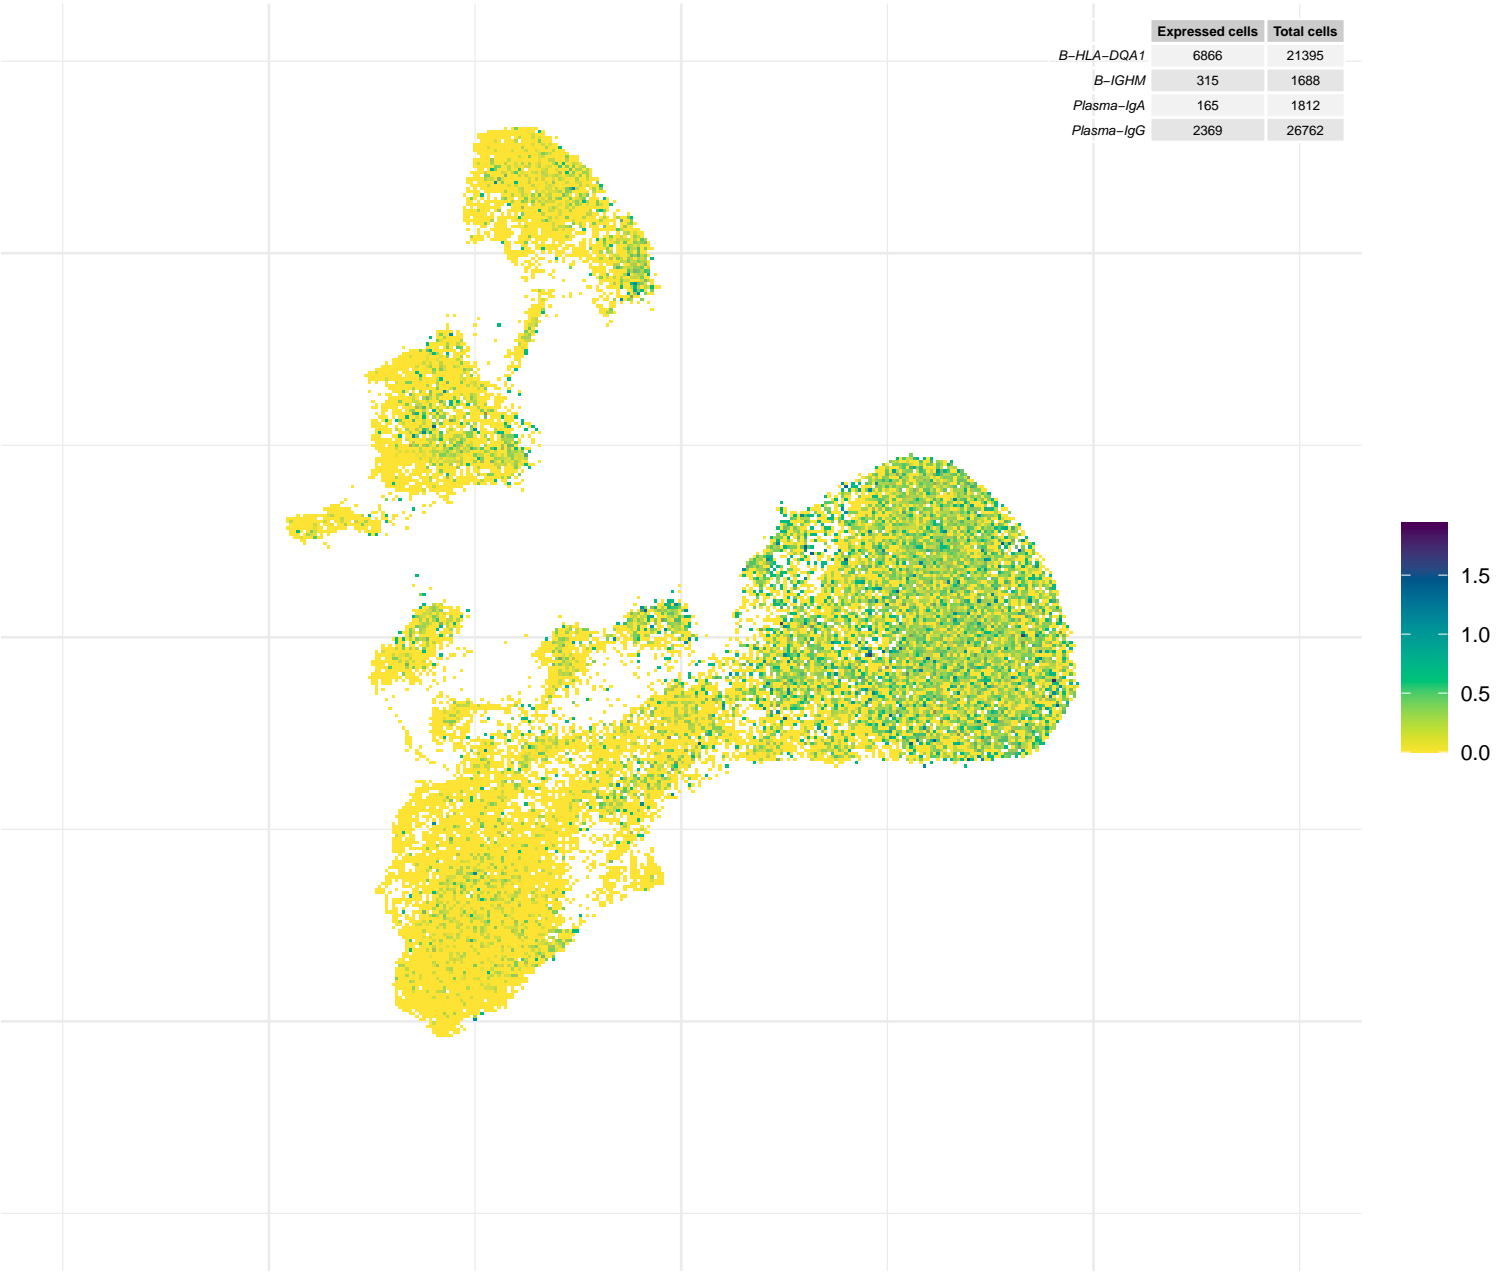 Expressed cells Total cells
B−HLA−DQA1 6866 21395
B−IGHM 315 1688
Plasma−IgA 165 1812
Plasma−IgG 2369 26762
1.5
1.0
0.5
0.0